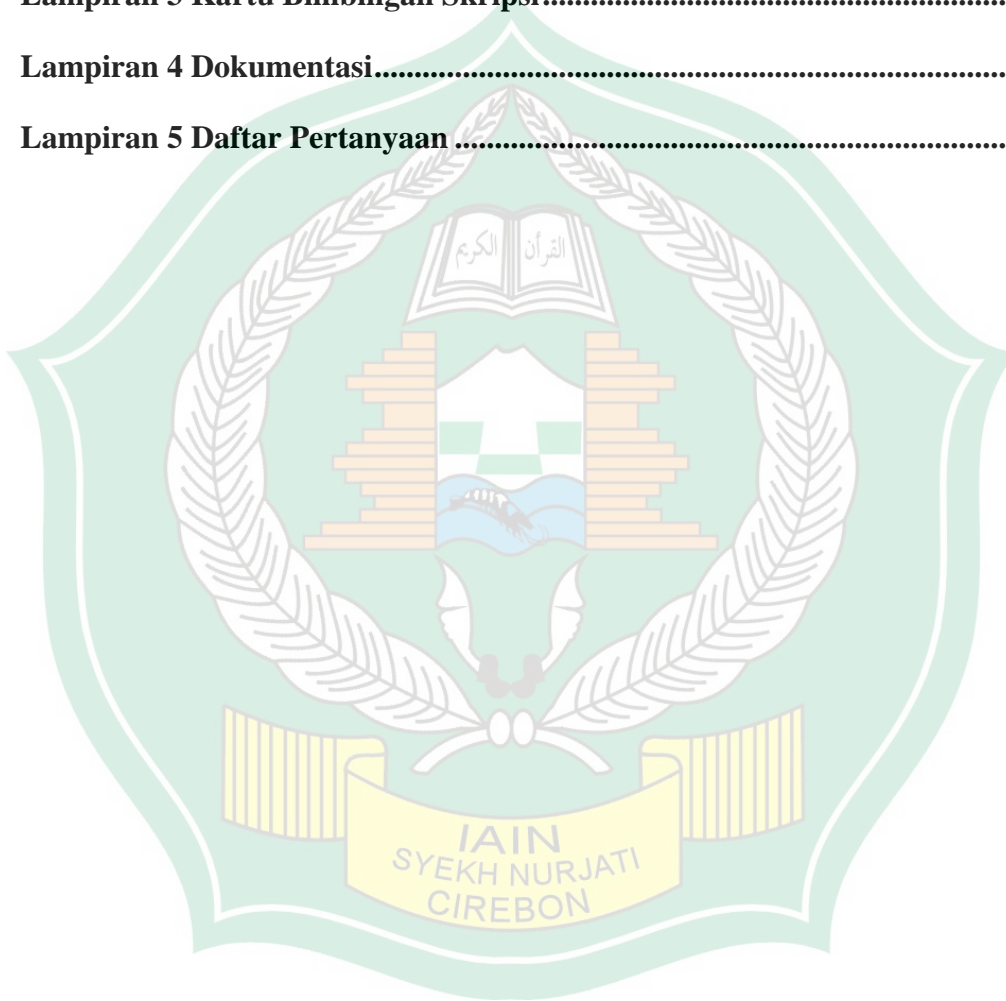 Lampiran 3 Kartu Bimbingan Skripsi........................................................
Lampiran 4 Dokumentasi................................................................................
Lampiran 5 Daftar Pertanyaan ......................................................................
القرآن الكريم
IAIN
SYEKH NURJATI
CIREBON